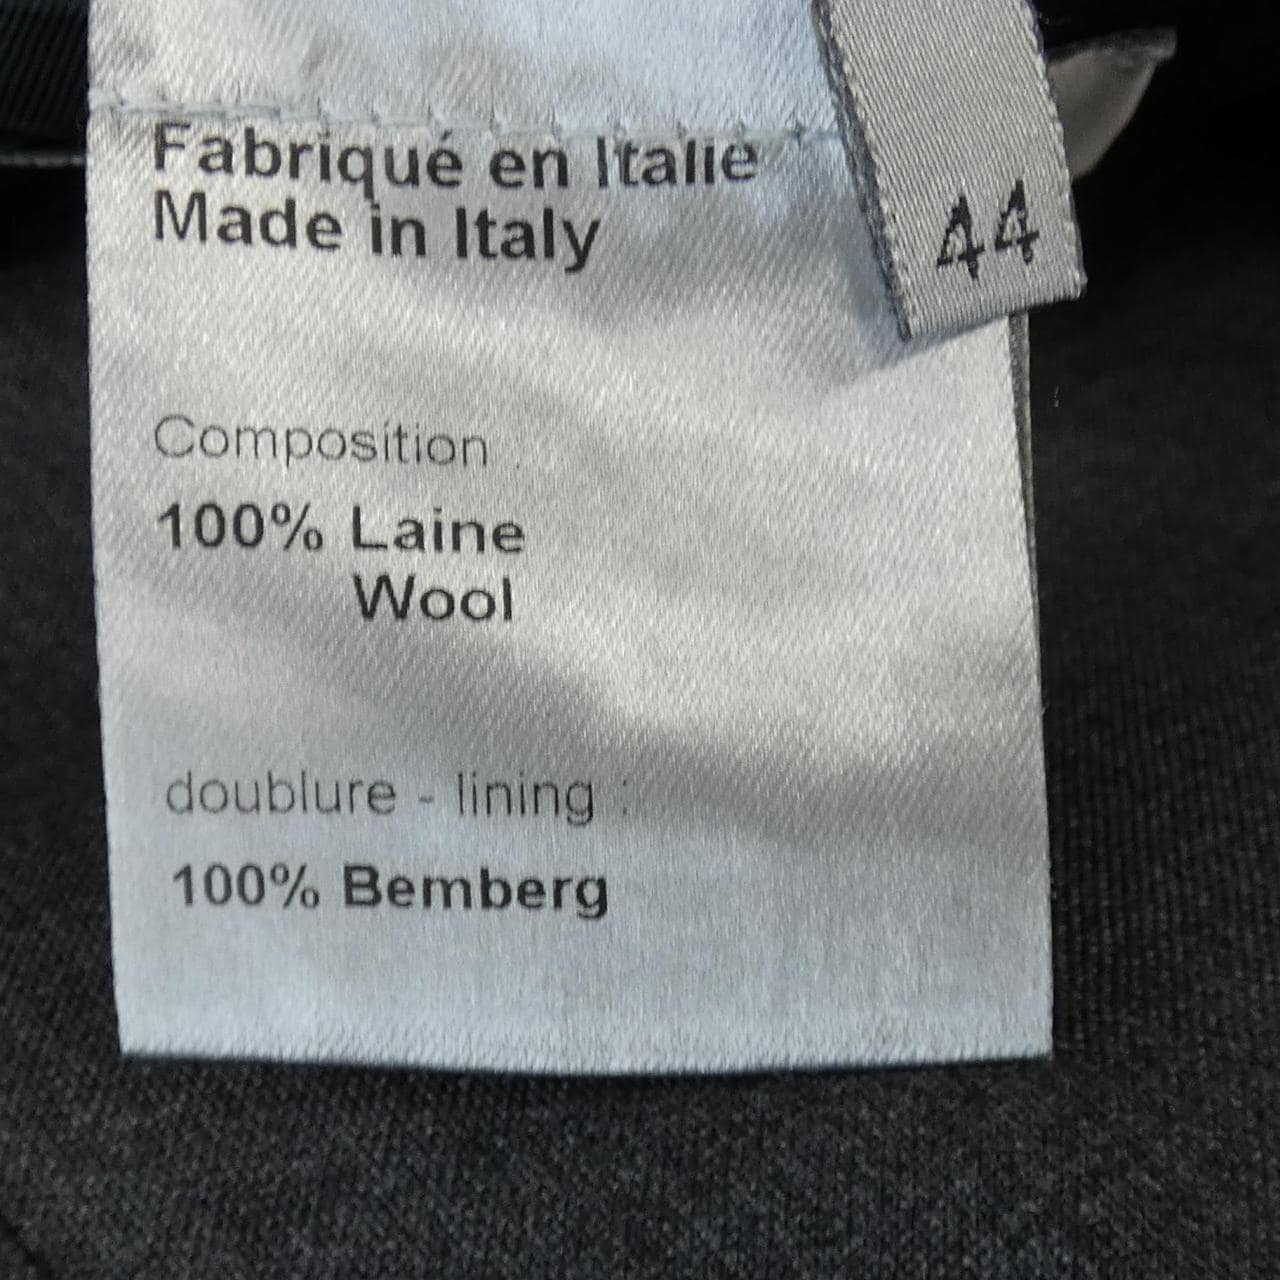 Fabriqué en Italie
Made in Italy
44
Composition :
100% Laine
Wool
doublure - lining :
100% Bemberg